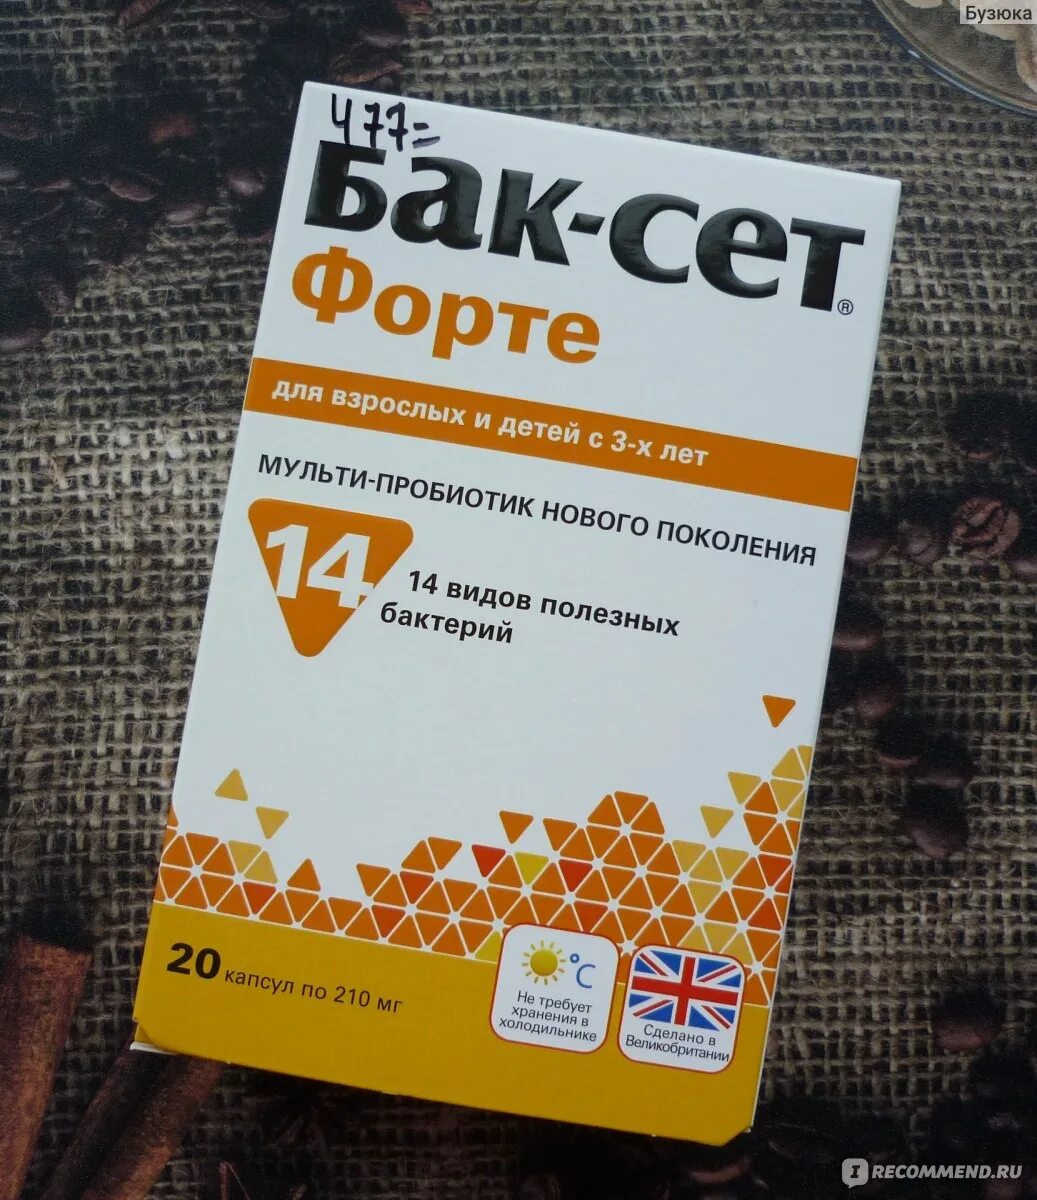 Бузюка
477=
Бак-сет®
Форте
для взрослых и детей с 3-х лет
МУЛЬТИ-ПРОБИОТИК НОВОГО ПОКОЛЕНИЯ
14
14 видов полезных
бактерий
20 капсул по 210 мг
°C
Не требует
хранения в
холодильнике
Сделано в
Великобритании
IRECOMMEND.RU